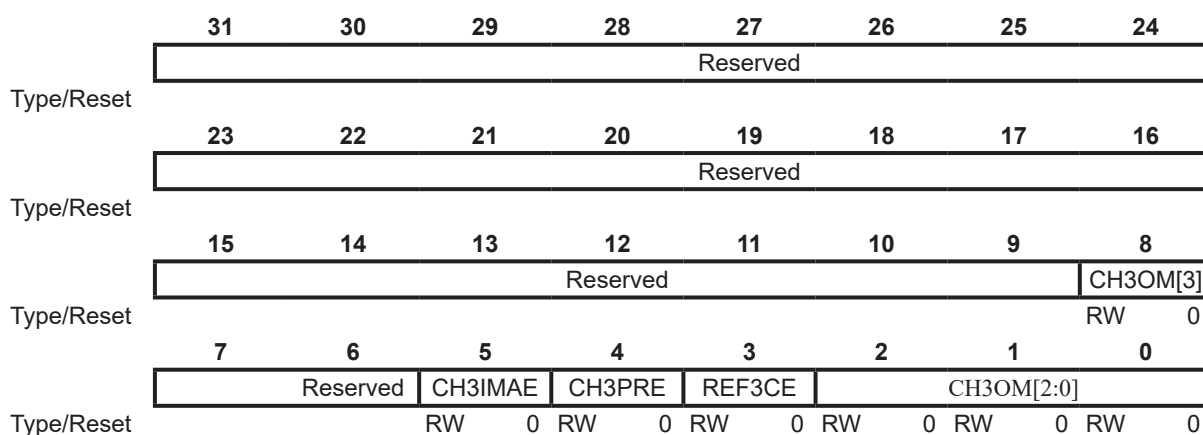 31 30 29 28 27 26 25 24
Reserved
Type/Reset
23 22 21 20 19 18 17 16
Reserved
Type/Reset
15 14 13 12 11 10 9 8
Reserved CH3OM[3]
Type/Reset RW 0
7 6 5 4 3 2 1 0
Reserved CH3IMAE CH3PRE REF3CE CH3OM[2:0]
Type/Reset RW 0 RW 0 RW 0 RW 0 RW 0 RW 0